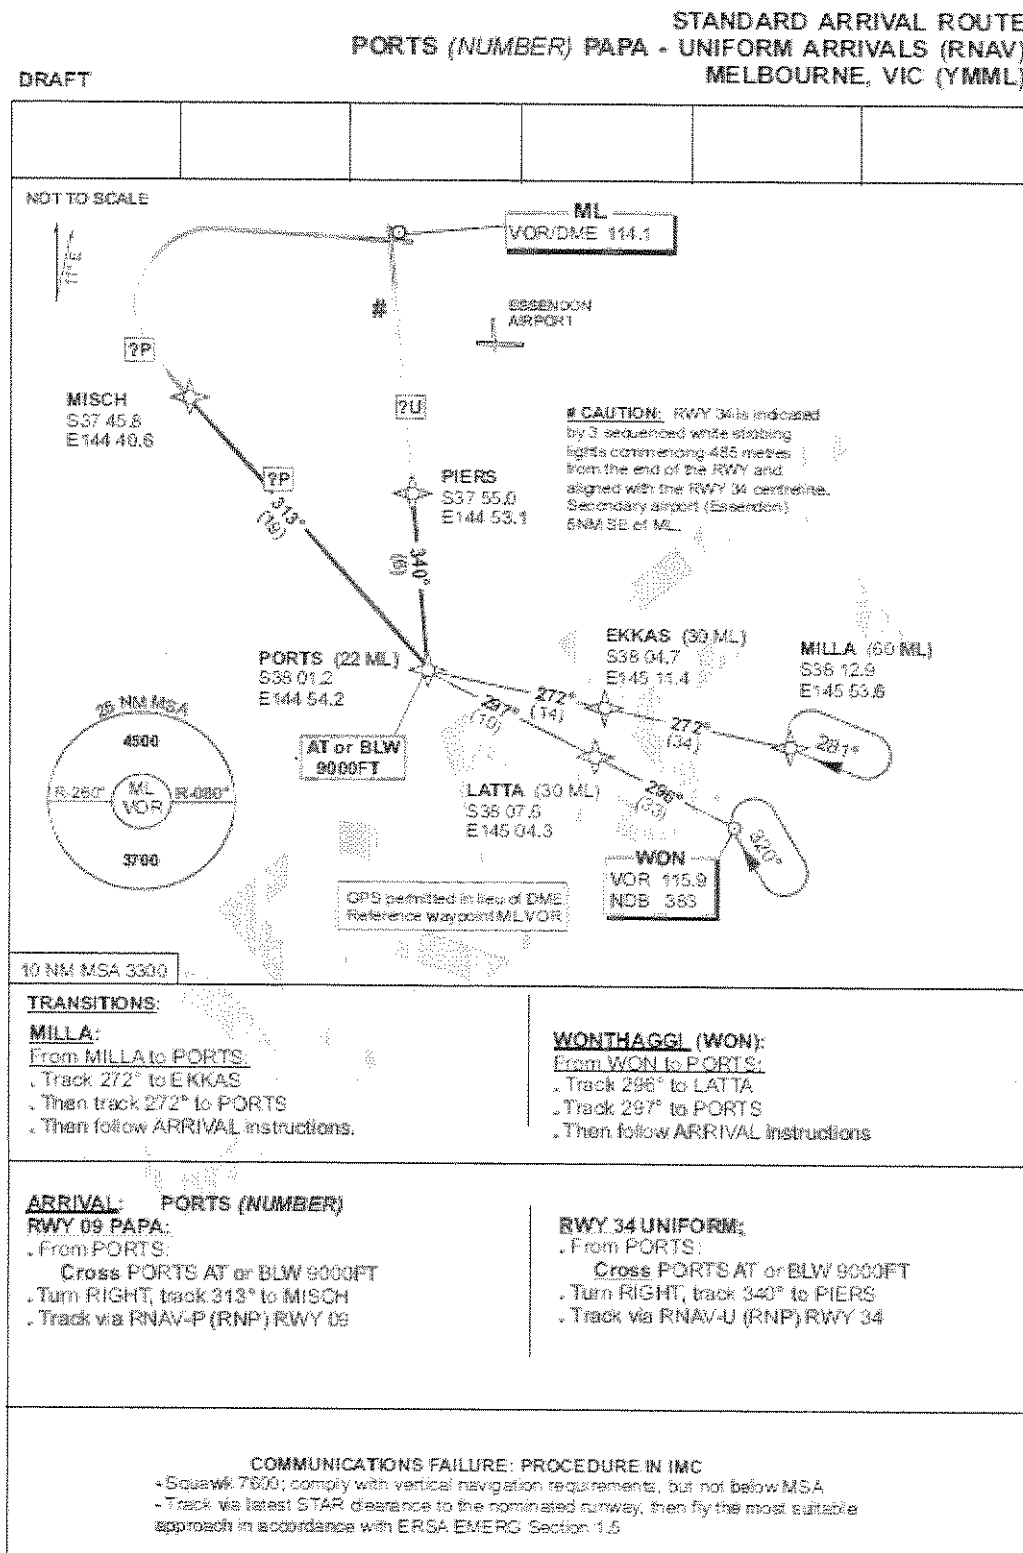 STANDARD ARRIVAL ROUTE
PORTS (NUMBER) PAPA - UNIFORM ARRIVALS (RNAV)
MELBOURNE, VIC (YMML)
DRAFT
NOT TO SCALE
11° E
ML
VOR/DME 114.1
#
ESSENDON
AIRPORT
?P
MISCH
S37 45.8
E144 40.6
?U
# CAUTION: RWY 34 is indicated
by 3 sequenced white strobing
lights commencing 485 metres
from the end of the RWY and
aligned with the RWY 34 centreline.
Secondary airport (Essendon)
5NM SE of ML.
?P
313°
PIERS
S37 55.0
E144 53.1
340°
(6)
PORTS (22 ML)
S38 01.2
E144 54.2
EKKAS (30 ML)
S38 04.7
E145 11.4
MILLA (60 ML)
S38 12.9
E145 53.6
272°
(14)
272°
(34)
281°
297°
(10)
AT or BLW
9000FT
LATTA (30 ML)
S38 07.6
E145 04.3
296°
(33)
320°
WON
VOR 115.9
NDB 383
25 NM MSA
4500
R-260°
ML
VOR
R-080°
3700
GPS permitted in lieu of DME
Reference waypoint ML VOR
10 NM MSA 3300
TRANSITIONS:
MILLA:
From MILLA to PORTS:
. Track 272° to EKKAS
. Then track 272° to PORTS
. Then follow ARRIVAL instructions.
WONTHAGGI (WON):
From WON to PORTS:
. Track 296° to LATTA
. Track 297° to PORTS
. Then follow ARRIVAL instructions
ARRIVAL: PORTS (NUMBER)
RWY 09 PAPA:
. From PORTS:
Cross PORTS AT or BLW 9000FT
. Turn RIGHT, track 313° to MISCH
. Track via RNAV-P (RNP) RWY 09
RWY 34 UNIFORM:
. From PORTS:
Cross PORTS AT or BLW 9000FT
. Turn RIGHT, track 340° to PIERS
. Track via RNAV-U (RNP) RWY 34
COMMUNICATIONS FAILURE: PROCEDURE IN IMC
- Squawk 7600; comply with vertical navigation requirements, but not below MSA
- Track via latest STAR clearance to the nominated runway, then fly the most suitable
approach in accordance with ERSA EMERG Section 1.5